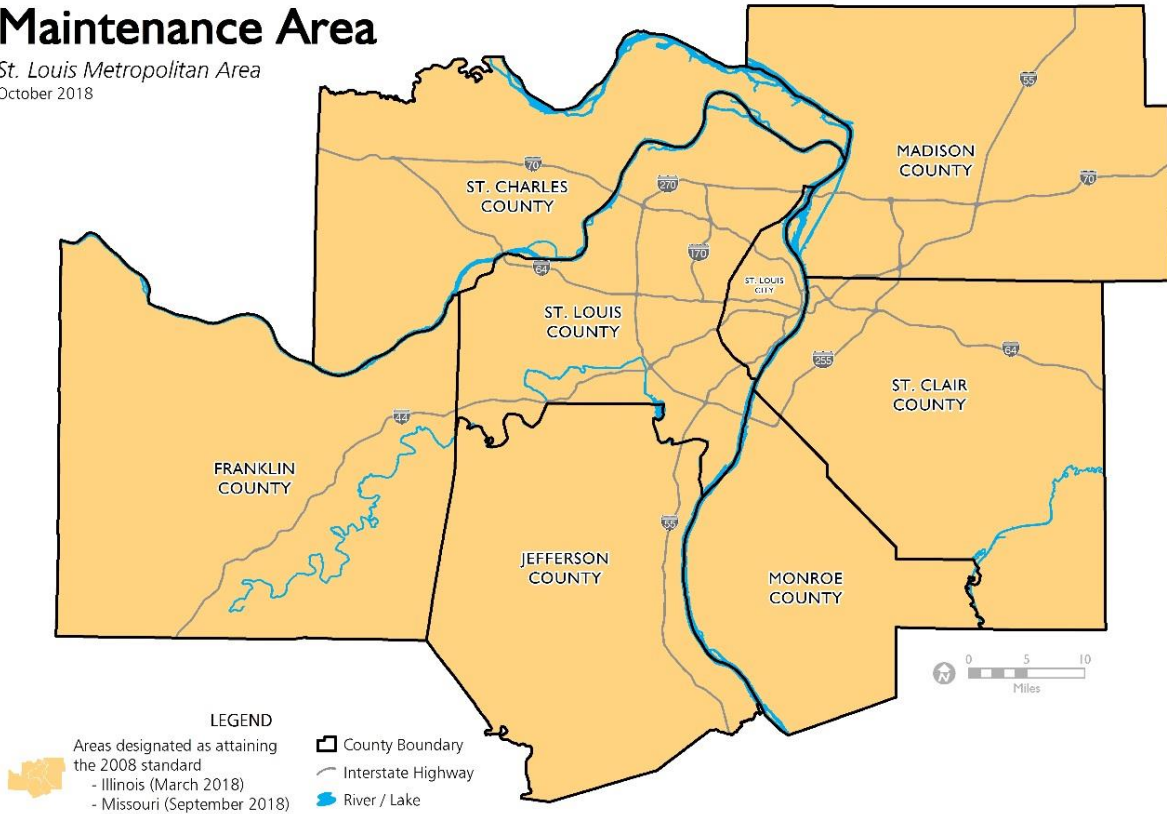 Maintenance Area
St. Louis Metropolitan Area
October 2018
55
MADISON
COUNTY
70
70
270
ST. CHARLES
COUNTY
170
64
ST. LOUIS
CITY
ST. LOUIS
COUNTY
255
64
ST. CLAIR
COUNTY
44
FRANKLIN
COUNTY
55
JEFFERSON
COUNTY
MONROE
COUNTY
N
0 5 10
Miles
LEGEND
Areas designated as attaining
the 2008 standard
- Illinois (March 2018)
- Missouri (September 2018)
County Boundary
Interstate Highway
River / Lake